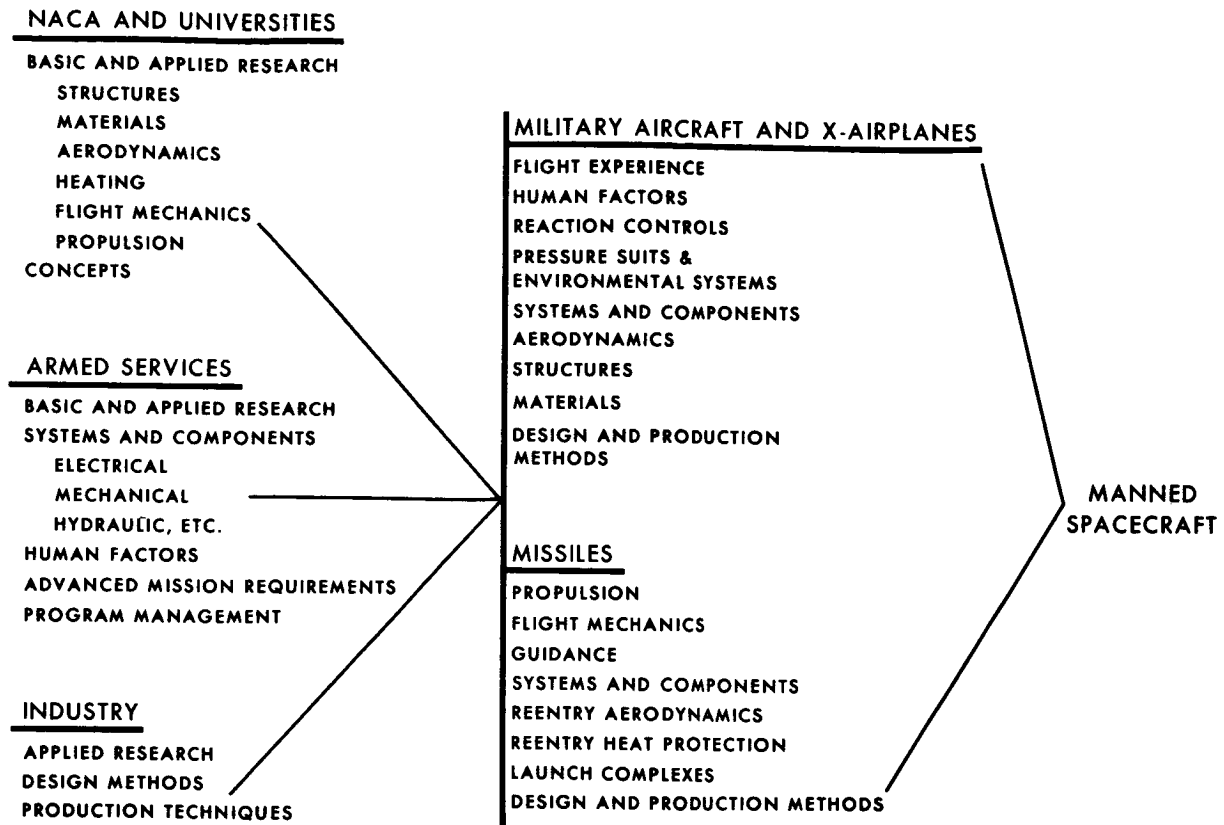 NACA AND UNIVERSITIES
BASIC AND APPLIED RESEARCH
STRUCTURES
MATERIALS
AERODYNAMICS
HEATING
FLIGHT MECHANICS
PROPULSION
CONCEPTS
ARMED SERVICES
BASIC AND APPLIED RESEARCH
SYSTEMS AND COMPONENTS
ELECTRICAL
MECHANICAL
HYDRAULIC, ETC.
HUMAN FACTORS
ADVANCED MISSION REQUIREMENTS
PROGRAM MANAGEMENT
INDUSTRY
APPLIED RESEARCH
DESIGN METHODS
PRODUCTION TECHNIQUES
MILITARY AIRCRAFT AND X-AIRPLANES
FLIGHT EXPERIENCE
HUMAN FACTORS
REACTION CONTROLS
PRESSURE SUITS &
ENVIRONMENTAL SYSTEMS
SYSTEMS AND COMPONENTS
AERODYNAMICS
STRUCTURES
MATERIALS
DESIGN AND PRODUCTION
METHODS
MISSILES
PROPULSION
FLIGHT MECHANICS
GUIDANCE
SYSTEMS AND COMPONENTS
REENTRY AERODYNAMICS
REENTRY HEAT PROTECTION
LAUNCH COMPLEXES
DESIGN AND PRODUCTION METHODS
MANNED
SPACECRAFT